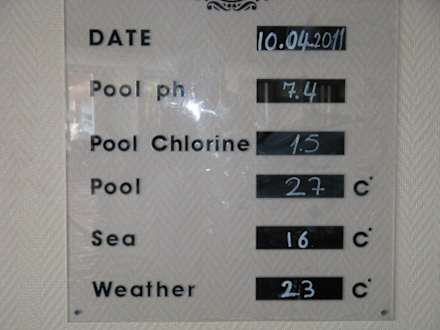 DATE 10.04.2011
Pool ph 7.4
Pool Chlorine 1.5
Pool 27 C°
Sea 16 C°
Weather 23 C°